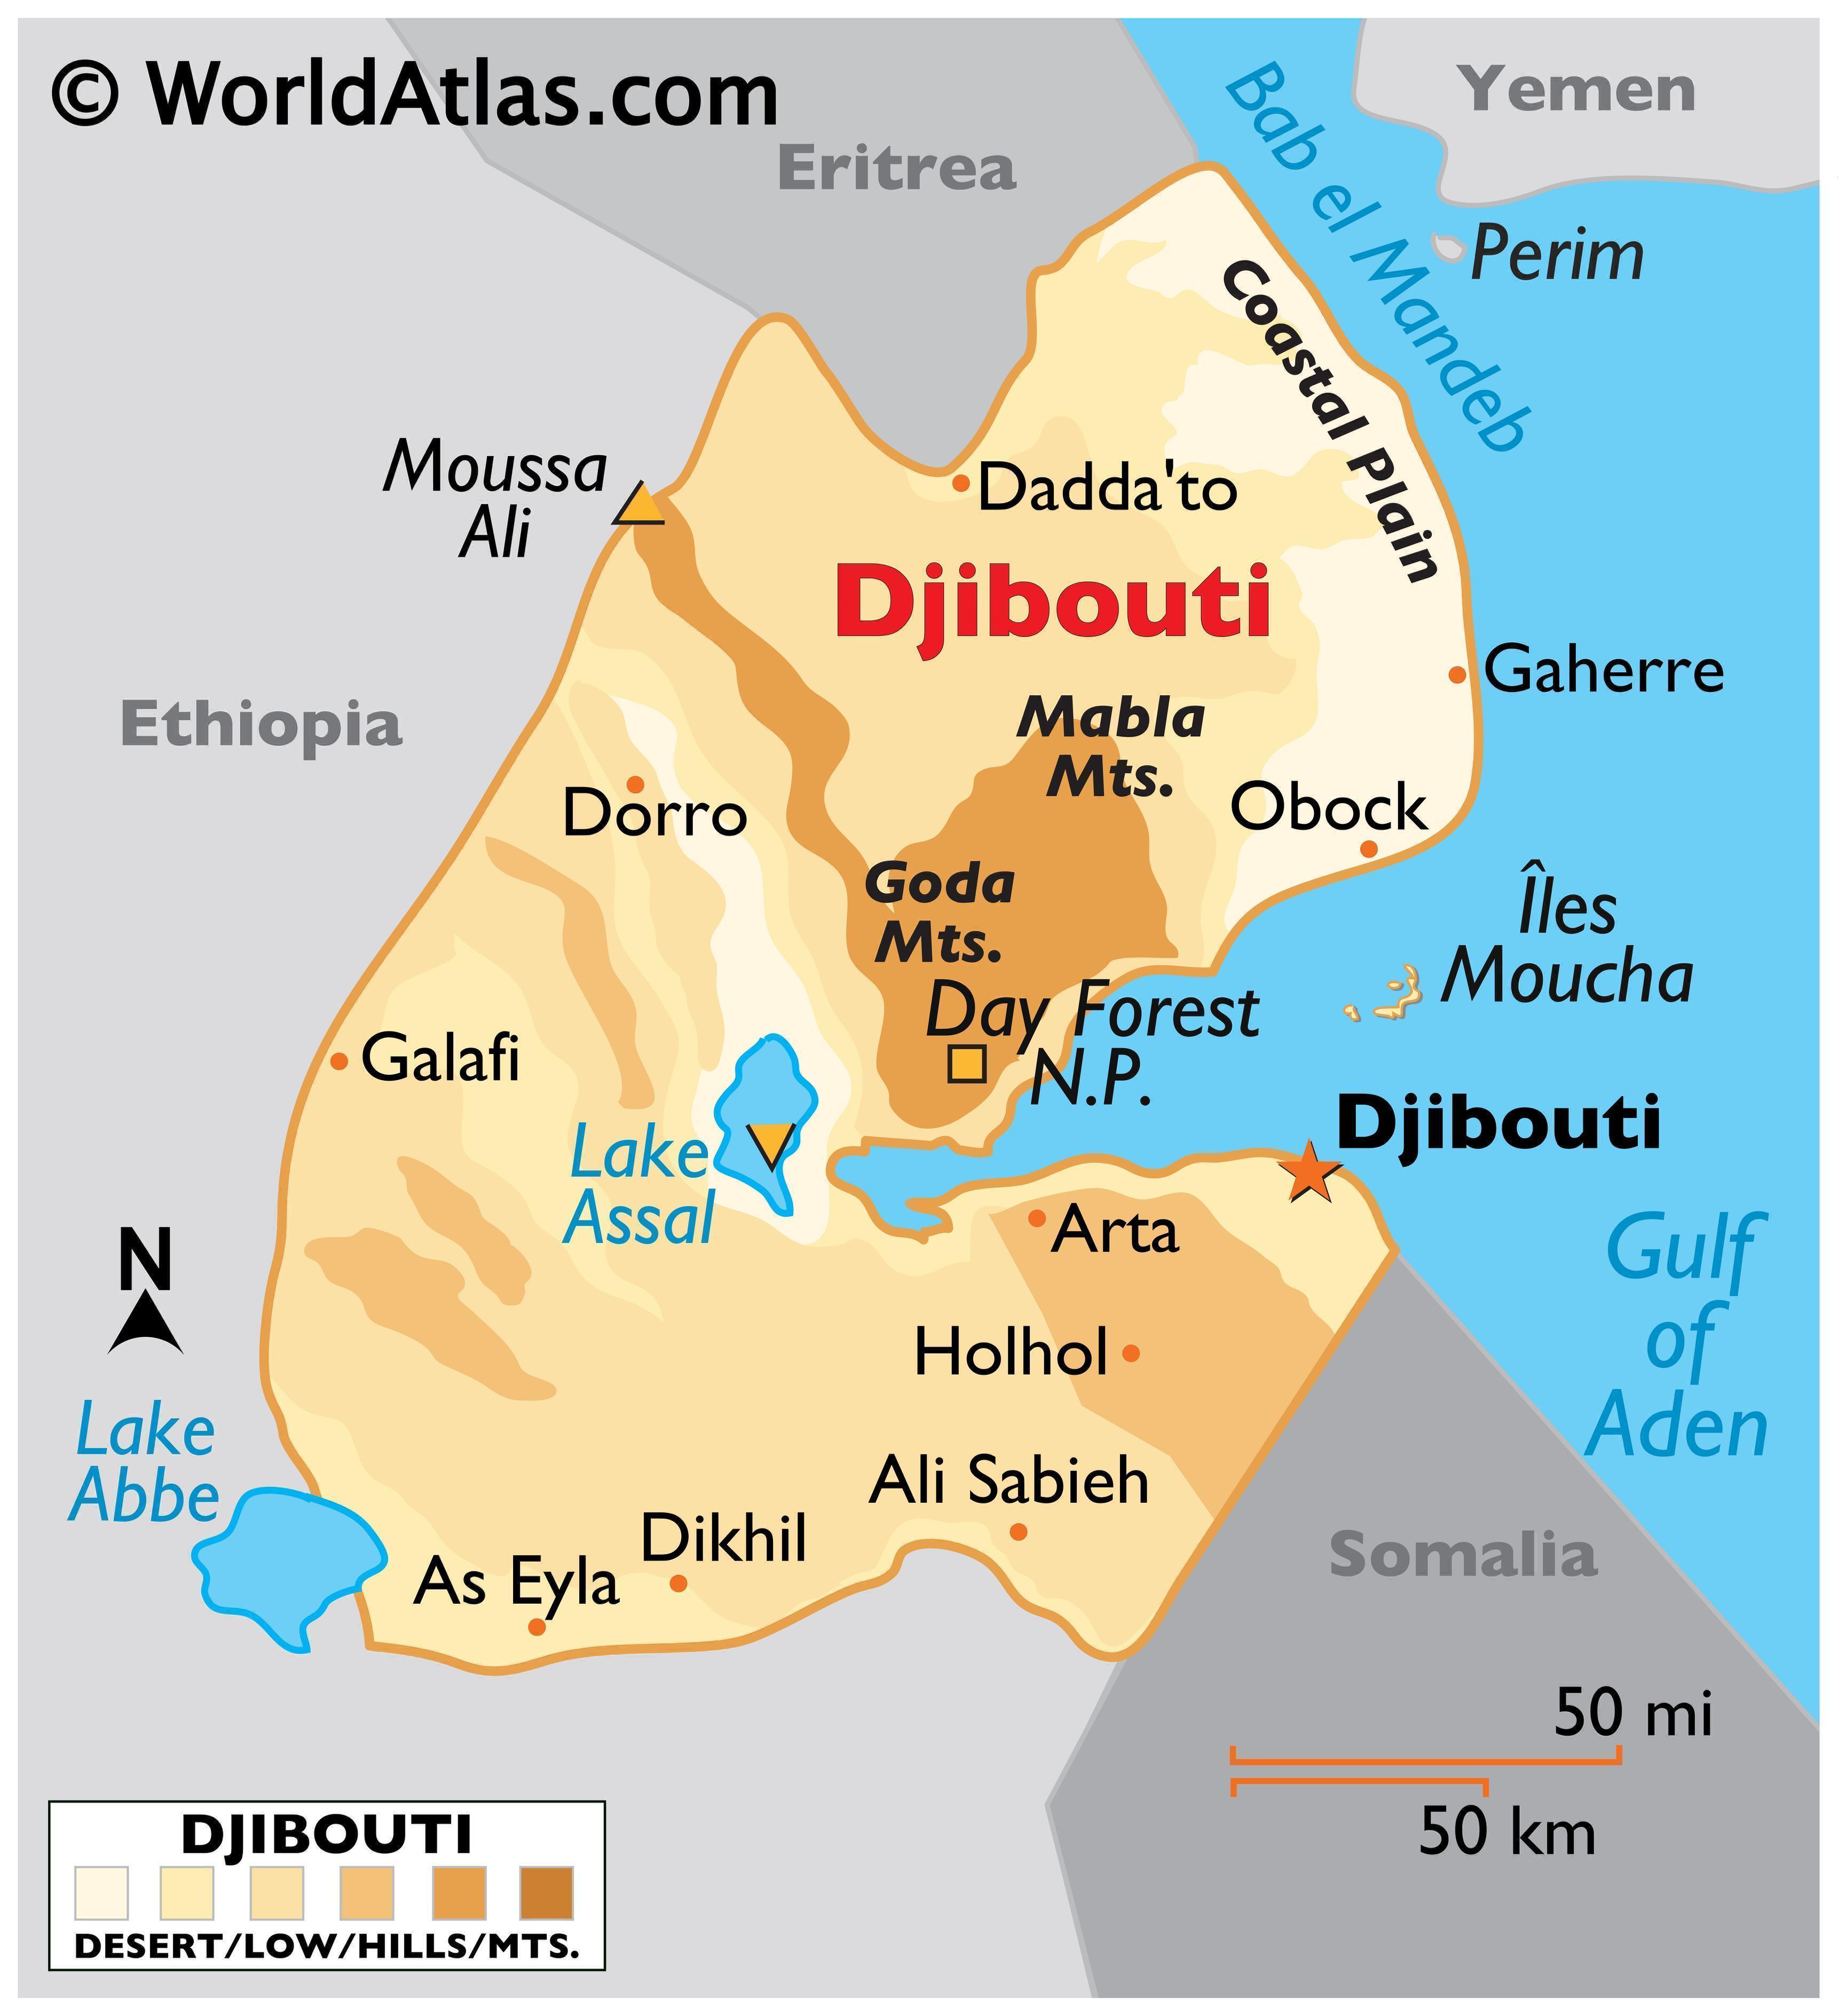 © WorldAtlas.com
Yemen
Eritrea
Bab el Mandeb
Perim
Coastal Plain
Moussa
Ali
Dadda'to
Djibouti
Gaherre
Ethiopia
Mabla
Mts.
Dorro
Obock
Goda
Mts.
Îles
Moucha
Day Forest
N.P.
Galafi
Djibouti
Lake
Assal
Arta
Gulf
of
Aden
N
Holhol
Lake
Abbe
Ali Sabieh
Dikhil
Somalia
As Eyla
50 mi
50 km
DJIBOUTI
DESERT/LOW/HILLS/MTS.